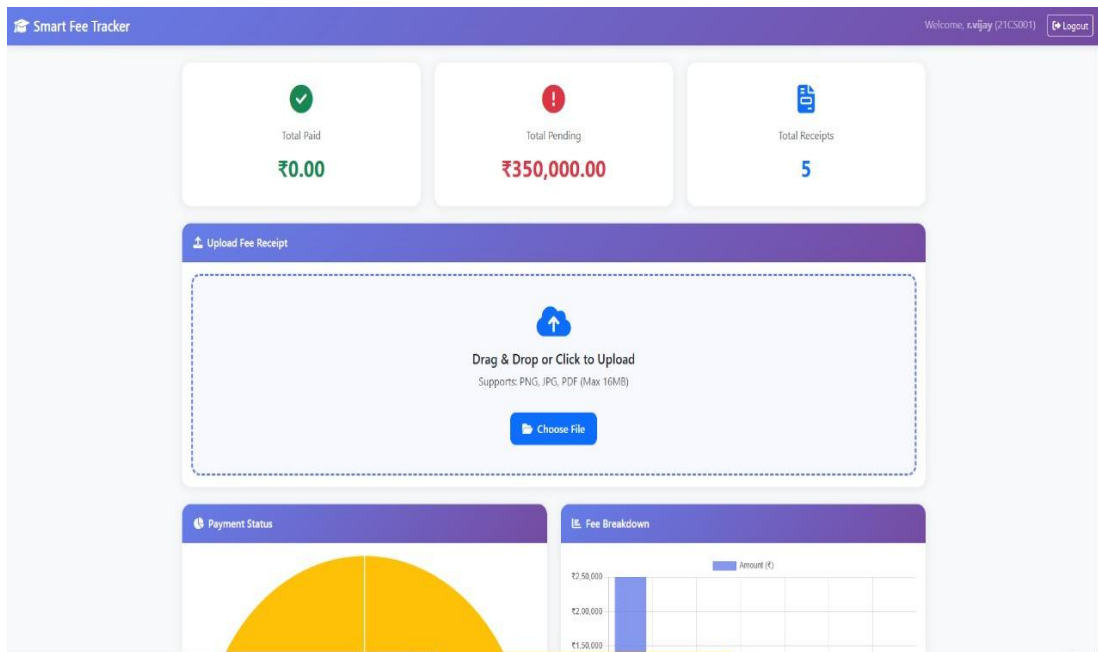 Smart Fee Tracker
Welcome, r.vijay (21CS001)
Logout
Total Paid
₹0.00
Total Pending
₹350,000.00
Total Receipts
5
Upload Fee Receipt
Drag & Drop or Click to Upload
Supports: PNG, JPG, PDF (Max 16MB)
Choose File
Payment Status
Fee Breakdown
Amount (₹)
₹2,50,000
₹2,00,000
₹1,50,000